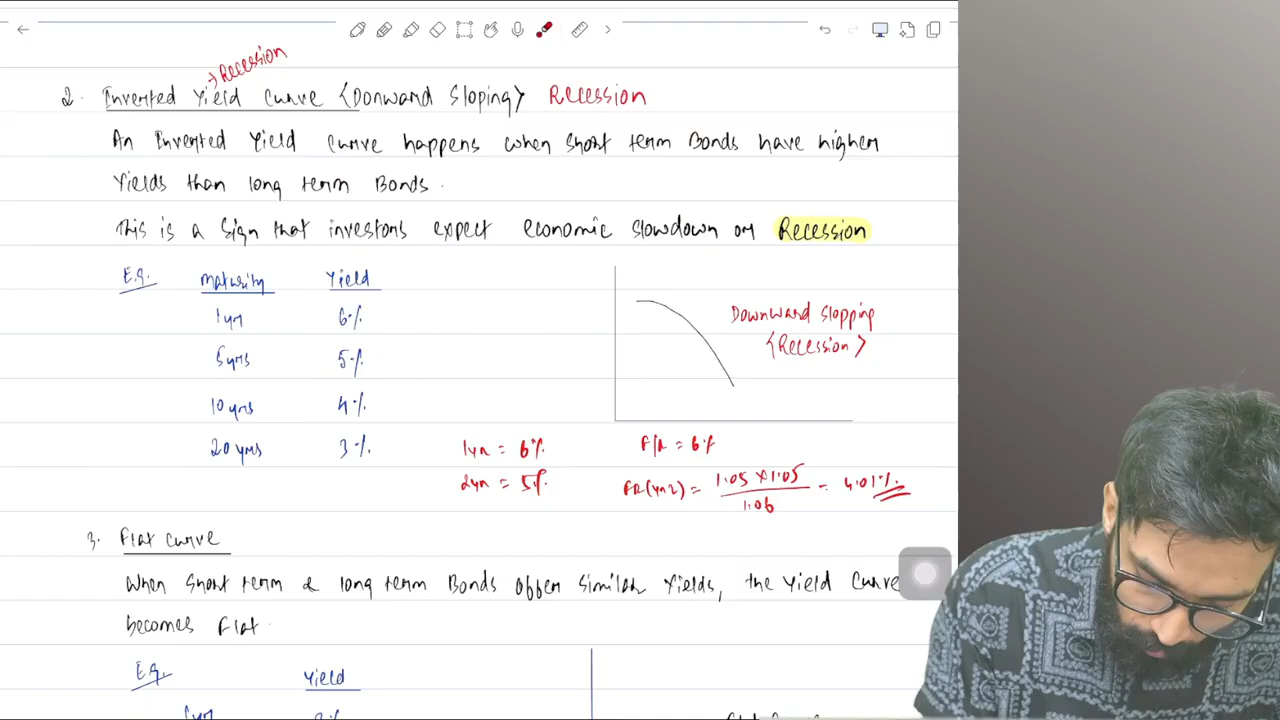 → Recession
2. Inverted Yield Curve <Donward Sloping> Recession
An Inverted Yield Curve happens when Short term Bonds have higher
Yields than long term Bonds.
This is a Sign that investors expect economic slowdown or Recession
E.g. Maturity Yield
1yr 6%
5yrs 5%
10yrs 4%
20yrs 3%
Downward Slopping
<Recession>
1yr = 6%
2yr = 5%
F/R = 6%
FR(yr2) = 1.05 x 1.05 / 1.06 = 4.01%
3. Flat Curve
When Short term & long term Bonds offer similar Yields, the Yield Curve
becomes Flat.
E.g. Yield